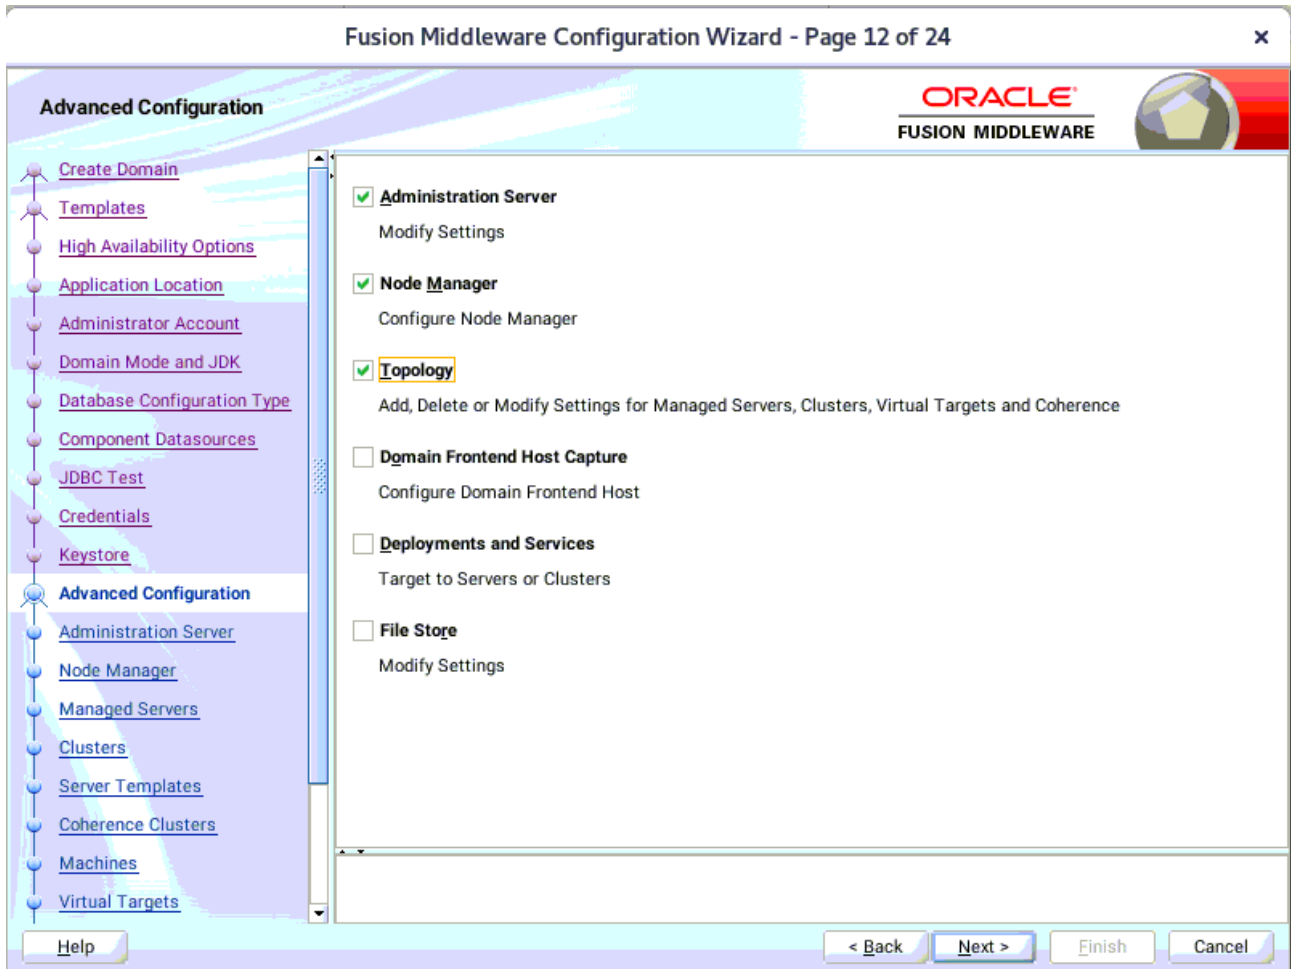 Fusion Middleware Configuration Wizard - Page 12 of 24
Advanced Configuration
ORACLE
FUSION MIDDLEWARE
Create Domain
Templates
High Availability Options
Application Location
Administrator Account
Domain Mode and JDK
Database Configuration Type
Component Datasources
JDBC Test
Credentials
Keystore
Advanced Configuration
Administration Server
Node Manager
Managed Servers
Clusters
Server Templates
Coherence Clusters
Machines
Virtual Targets
Administration Server
Modify Settings
Node Manager
Configure Node Manager
Topology
Add, Delete or Modify Settings for Managed Servers, Clusters, Virtual Targets and Coherence
Domain Frontend Host Capture
Configure Domain Frontend Host
Deployments and Services
Target to Servers or Clusters
File Store
Modify Settings
Help
< Back
Next >
Finish
Cancel